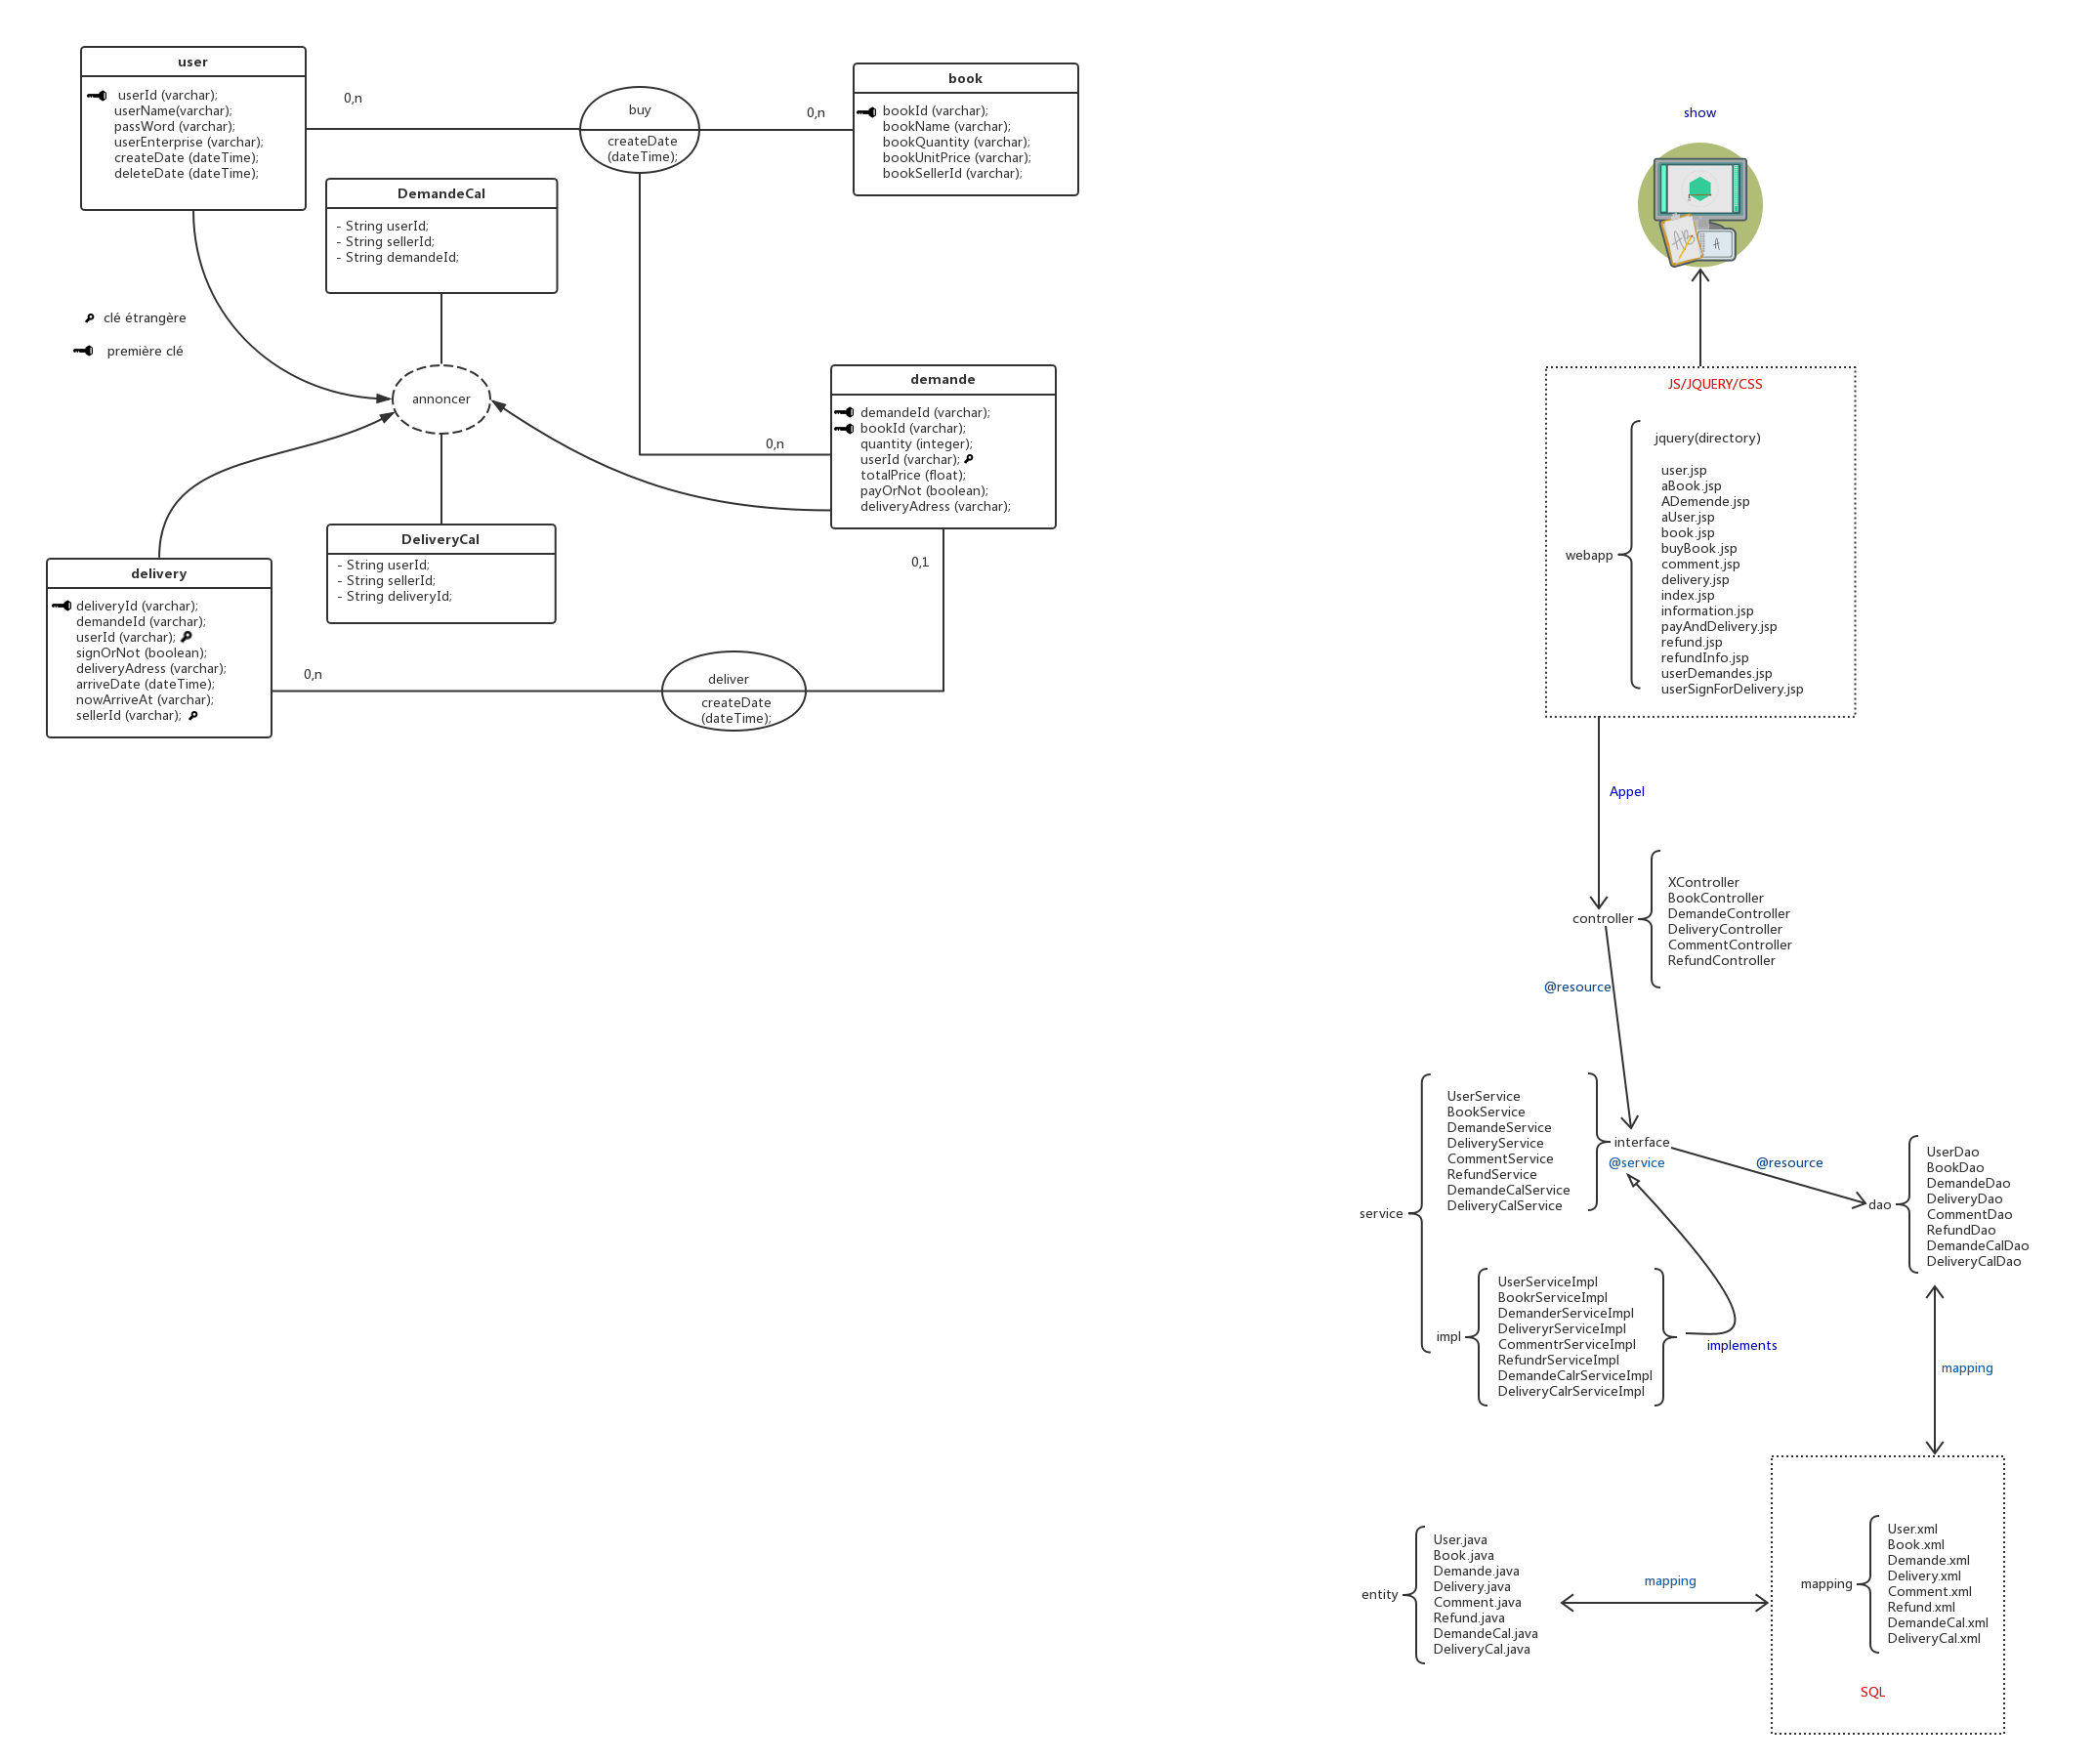 user
userId (varchar);
userName(varchar);
passWord (varchar);
userEnterprise (varchar);
createDate (dateTime);
deleteDate (dateTime);
0,n
buy
createDate
(dateTime);
0,n
book
bookId (varchar);
bookName (varchar);
bookQuantity (varchar);
bookUnitPrice (varchar);
bookSellerId (varchar);
DemandeCal
- String userId;
- String sellerId;
- String demandeId;
clé étrangère
première clé
annoncer
0,n
demande
demandeId (varchar);
bookId (varchar);
quantity (integer);
userId (varchar);
totalPrice (float);
payOrNot (boolean);
deliveryAdress (varchar);
0,1
DeliveryCal
- String userId;
- String sellerId;
- String deliveryId;
delivery
deliveryId (varchar);
demandeId (varchar);
userId (varchar);
signOrNot (boolean);
deliveryAdress (varchar);
arriveDate (dateTime);
nowArriveAt (varchar);
sellerId (varchar);
0,n
deliver
createDate
(dateTime);
show
A
JS/JQUERY/CSS
webapp
jquery(directory)
user.jsp
aBook.jsp
ADemende.jsp
aUser.jsp
book.jsp
buyBook.jsp
comment.jsp
delivery.jsp
index.jsp
information.jsp
payAndDelivery.jsp
refund.jsp
refundInfo.jsp
userDemandes.jsp
userSignForDelivery.jsp
Appel
controller
XController
BookController
DemandeController
DeliveryController
CommentController
RefundController
@resource
service
UserService
BookService
DemandeService
DeliveryService
CommentService
RefundService
DemandeCalService
DeliveryCalService
interface
@service
@resource
dao
UserDao
BookDao
DemandeDao
DeliveryDao
CommentDao
RefundDao
DemandeCalDao
DeliveryCalDao
impl
UserServiceImpl
BookrServiceImpl
DemanderServiceImpl
DeliveryrServiceImpl
CommentrServiceImpl
RefundrServiceImpl
DemandeCalrServiceImpl
DeliveryCalrServiceImpl
implements
mapping
entity
User.java
Book.java
Demande.java
Delivery.java
Comment.java
Refund.java
DemandeCal.java
DeliveryCal.java
mapping
mapping
User.xml
Book.xml
Demande.xml
Delivery.xml
Comment.xml
Refund.xml
DemandeCal.xml
DeliveryCal.xml
SQL